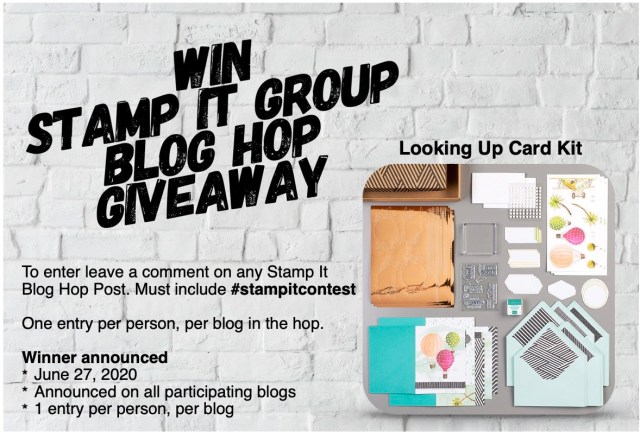 WIN
STAMP IT GROUP
BLOG HOP
GIVEAWAY
Looking Up Card Kit
To enter leave a comment on any Stamp It
Blog Hop Post. Must include #stampitcontest
One entry per person, per blog in the hop.
Winner announced
* June 27, 2020
* Announced on all participating blogs
* 1 entry per person, per blog